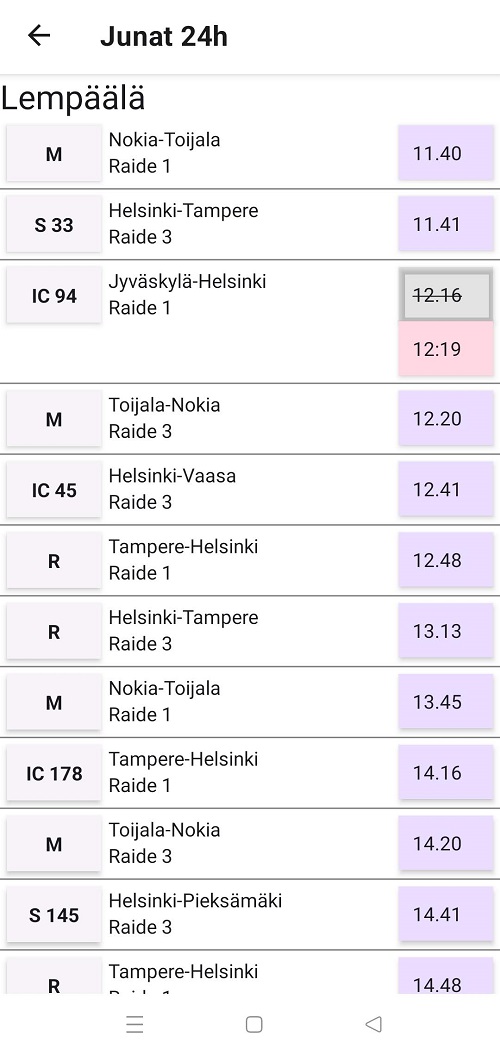 Junat 24h
Lempäälä
M
Nokia-Toijala
Raide 1
11.40
S 33
Helsinki-Tampere
Raide 3
11.41
IC 94
Jyväskylä-Helsinki
Raide 1
12.16
12:19
M
Toijala-Nokia
Raide 3
12.20
IC 45
Helsinki-Vaasa
Raide 3
12.41
R
Tampere-Helsinki
Raide 1
12.48
R
Helsinki-Tampere
Raide 3
13.13
M
Nokia-Toijala
Raide 1
13.45
IC 178
Tampere-Helsinki
Raide 1
14.16
M
Toijala-Nokia
Raide 3
14.20
S 145
Helsinki-Pieksämäki
Raide 3
14.41
R
Tampere-Helsinki
14.48